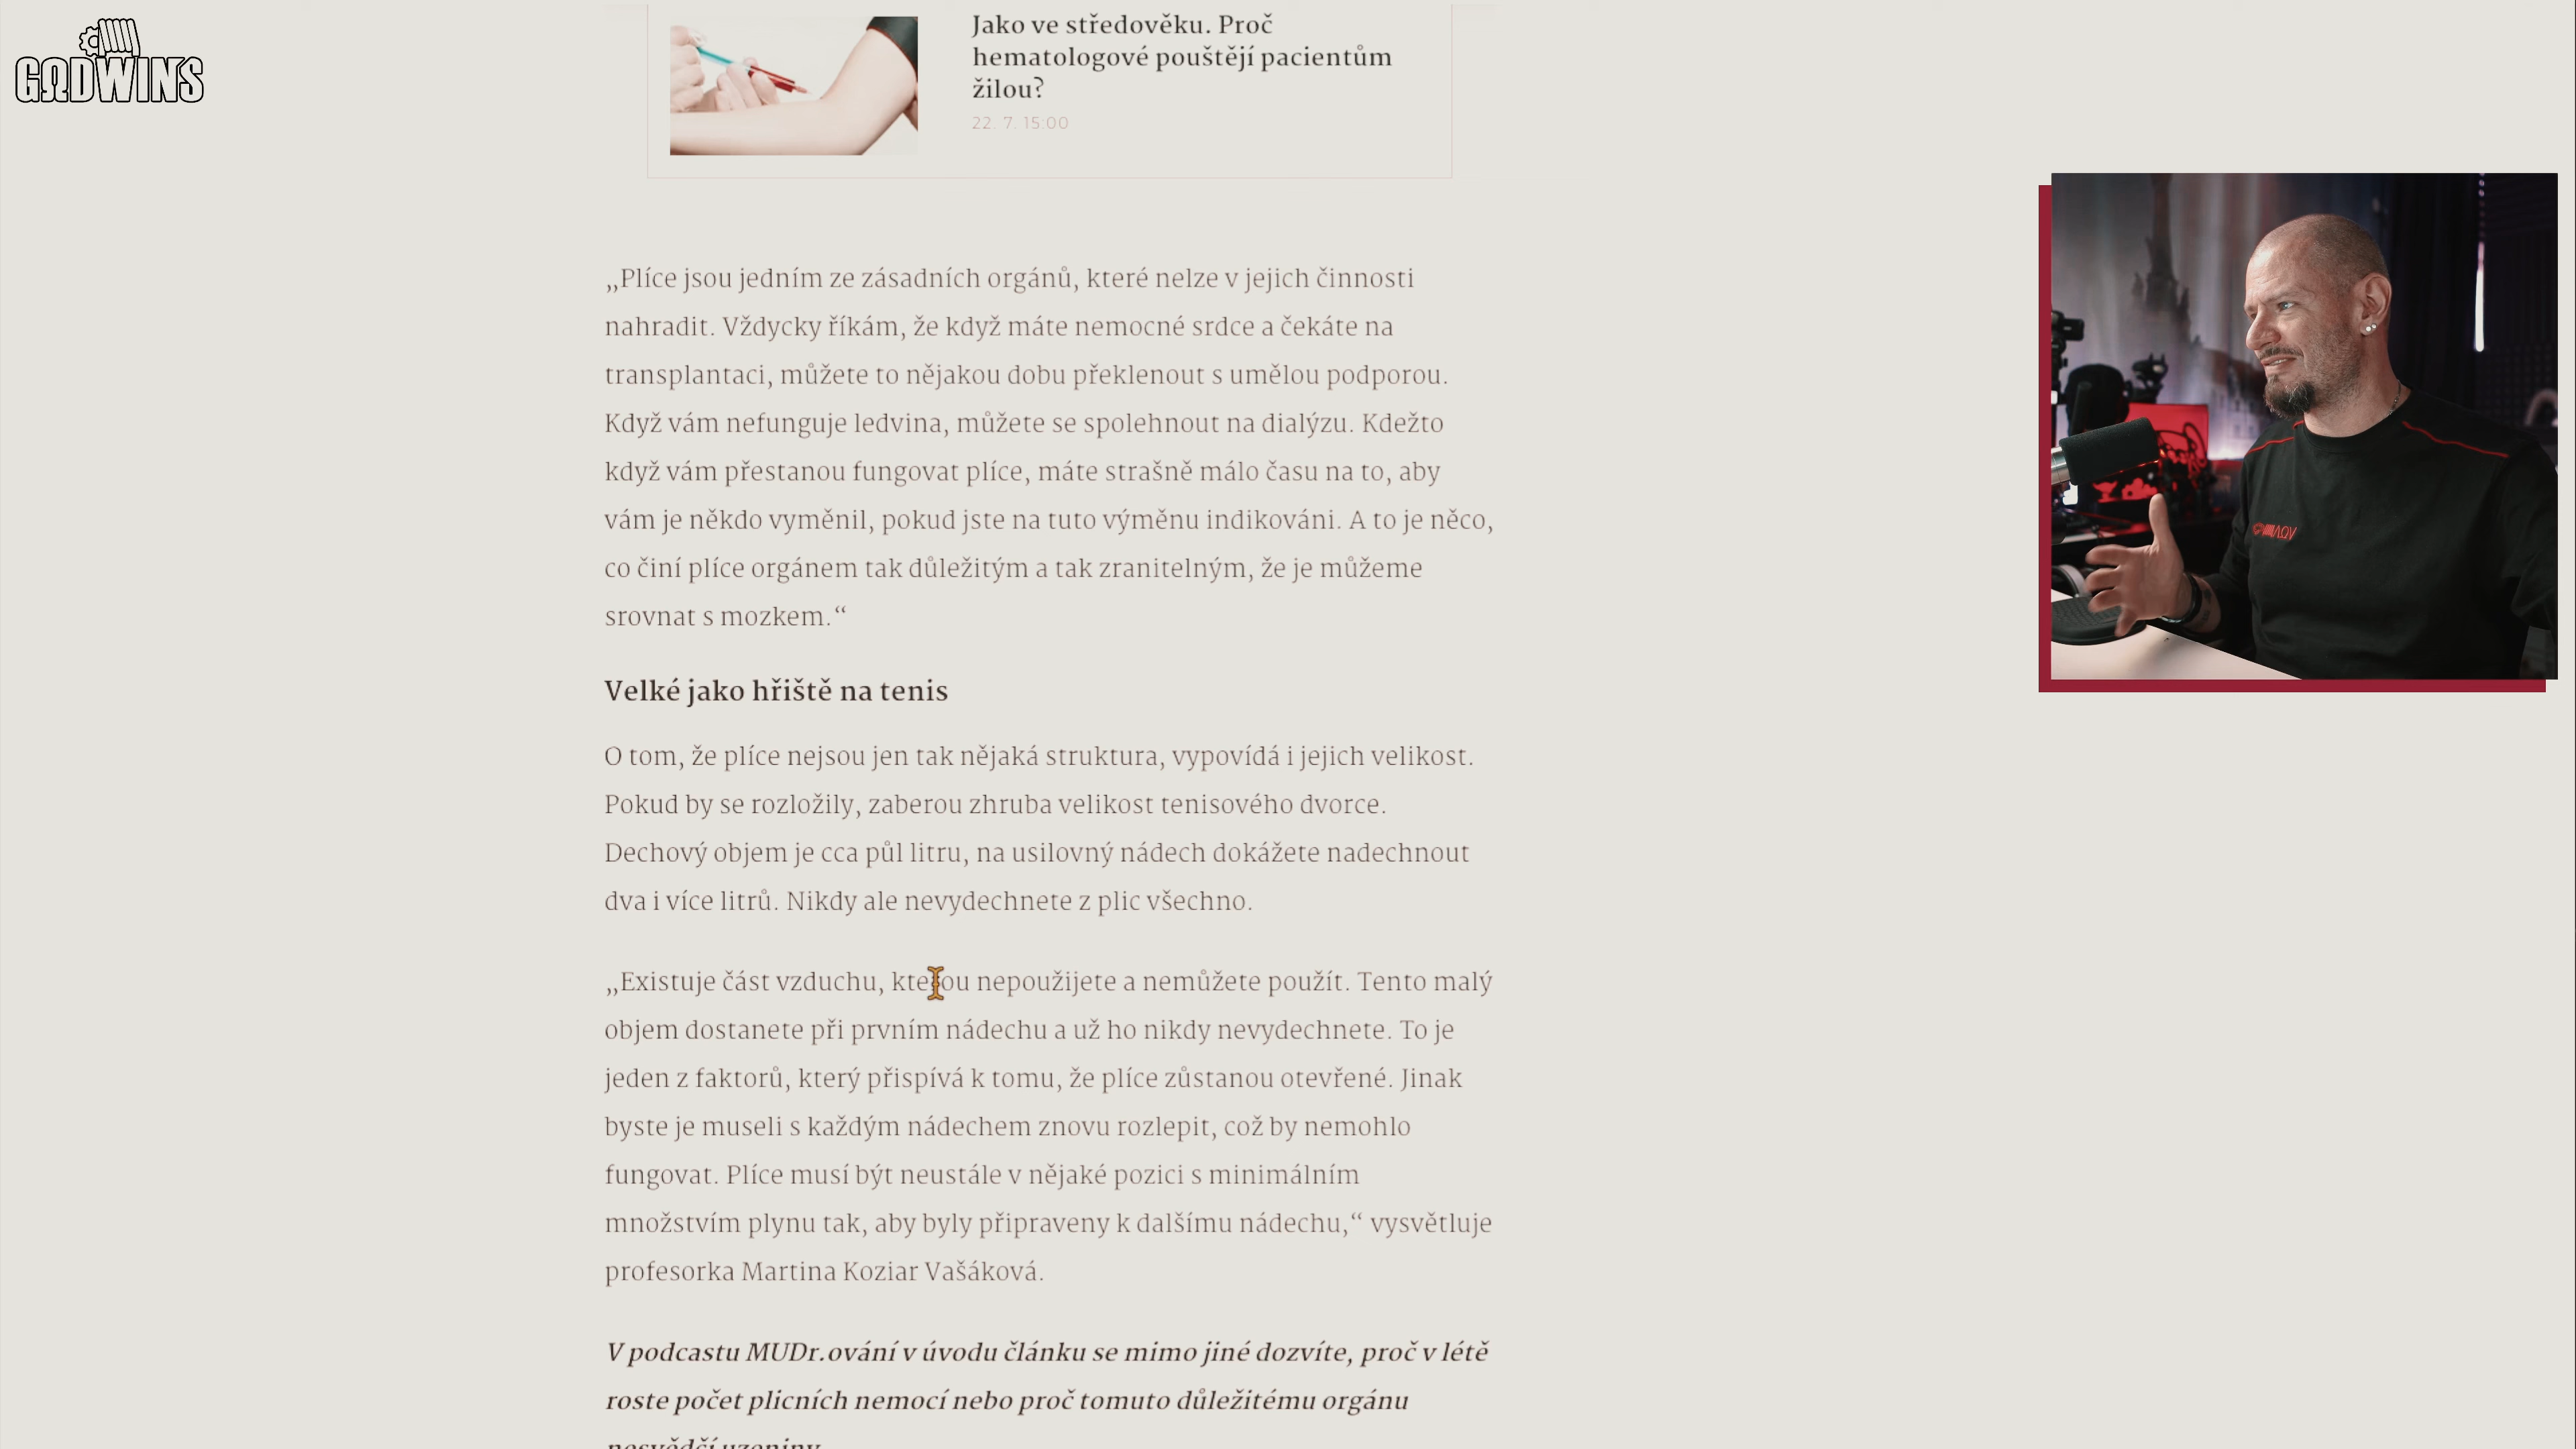 GΩDWINS
Jako ve středověku. Proč
hematologové pouštějí pacientům
žilou?
22. 7. 15:00
„Plíce jsou jedním ze zásadních orgánů, které nelze v jejich činnosti
nahradit. Vždycky říkám, že když máte nemocné srdce a čekáte na
transplantaci, můžete to nějakou dobu překlenout s umělou podporou.
Když vám nefunguje ledvina, můžete se spolehnout na dialýzu. Kdežto
když vám přestanou fungovat plíce, máte strašně málo času na to, aby
vám je někdo vyměnil, pokud jste na tuto výměnu indikováni. A to je něco,
co činí plíce orgánem tak důležitým a tak zranitelným, že je můžeme
srovnat s mozkem.“
Velké jako hřiště na tenis
O tom, že plíce nejsou jen tak nějaká struktura, vypovídá i jejich velikost.
Pokud by se rozložily, zaberou zhruba velikost tenisového dvorce.
Dechový objem je cca půl litru, na usilovný nádech dokážete nadechnout
dva i více litrů. Nikdy ale nevydechnete z plic všechno.
„Existuje část vzduchu, kterou nepoužijete a nemůžete použít. Tento malý
objem dostanete při prvním nádechu a už ho nikdy nevydechnete. To je
jeden z faktorů, který přispívá k tomu, že plíce zůstanou otevřené. Jinak
byste je museli s každým nádechem znovu rozlepit, což by nemohlo
fungovat. Plíce musí být neustále v nějaké pozici s minimálním
množstvím plynu tak, aby byly připraveny k dalšímu nádechu,“ vysvětluje
profesorka Martina Koziar Vašáková.
V podcastu MUDr.ování v úvodu článku se mimo jiné dozvíte, proč v létě
roste počet plicních nemocí nebo proč tomuto důležitému orgánu
nesvědčí uzeniny.